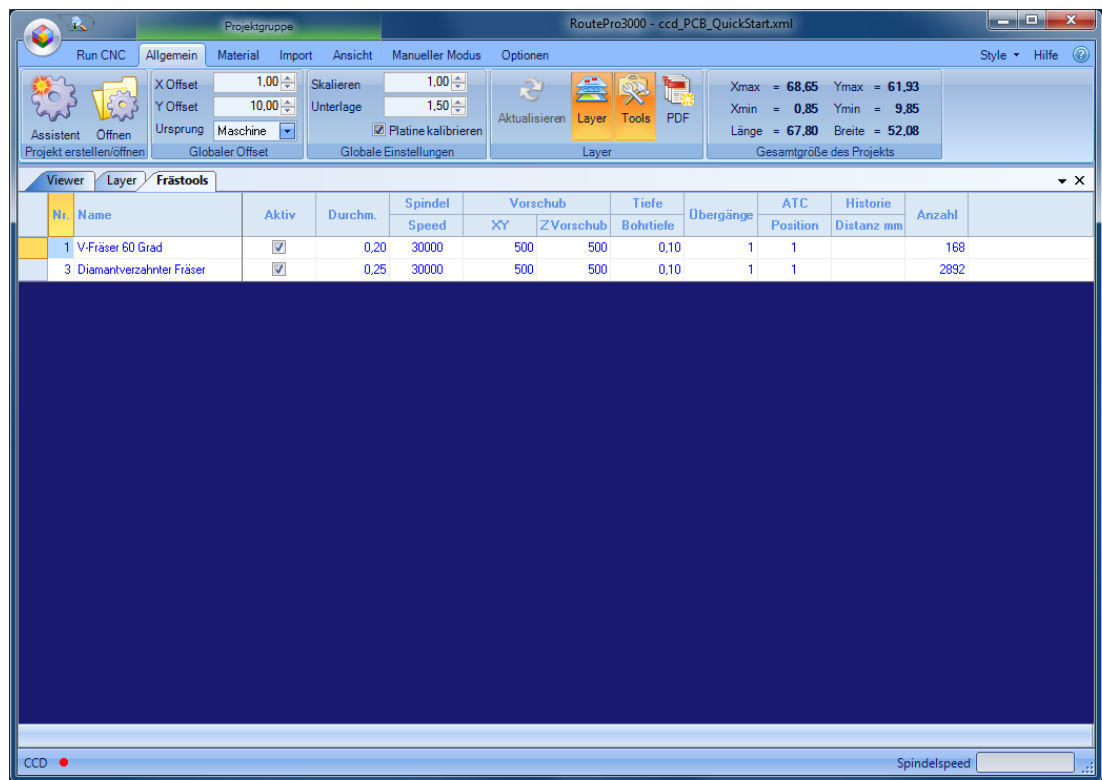 Projektgruppe RoutePro3000 - ccd_PCB_QuickStart.xml
Run CNC Allgemein Material Import Ansicht Manueller Modus Optionen Style Hilfe
X Offset 1,00 Skalieren 1,00 Xmax = 68,65 Ymax = 61,93
Y Offset 10,00 Unterlage 1,50 Xmin = 0,85 Ymin = 9,85
Assistent Öffnen Ursprung Maschine Platine kalibrieren Aktualisieren Layer Tools PDF Länge = 67,80 Breite = 52,08
Projekt erstellen/öffnen Globaler Offset Globale Einstellungen Layer Gesamtgröße des Projekts
Viewer Layer Frästools
Nr. Name Aktiv Durchm. Spindel Vorschub Tiefe Übergänge ATC Historie Anzahl
Speed XY Z Vorschub Bohrtiefe Position Distanz mm
1 V-Fräser 60 Grad 0,20 30000 500 500 0,10 1 1 168
3 Diamantverzahnter Fräser 0,25 30000 500 500 0,10 1 1 2892
CCD Spindelspeed